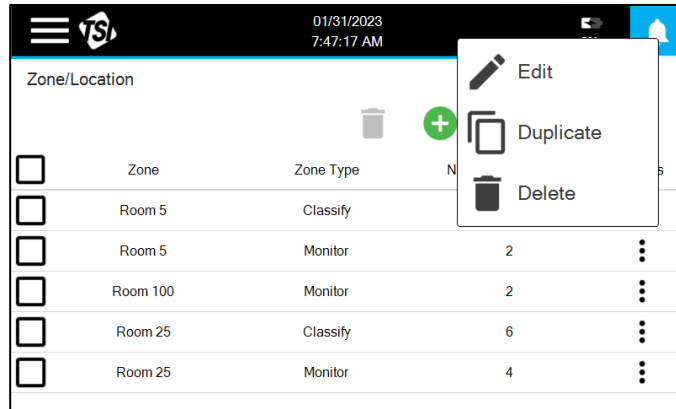 TSI
01/31/2023
7:47:17 AM
Zone/Location
Edit
Duplicate
Delete
Zone Zone Type N s
Room 5 Classify
Room 5 Monitor 2
Room 100 Monitor 2
Room 25 Classify 6
Room 25 Monitor 4